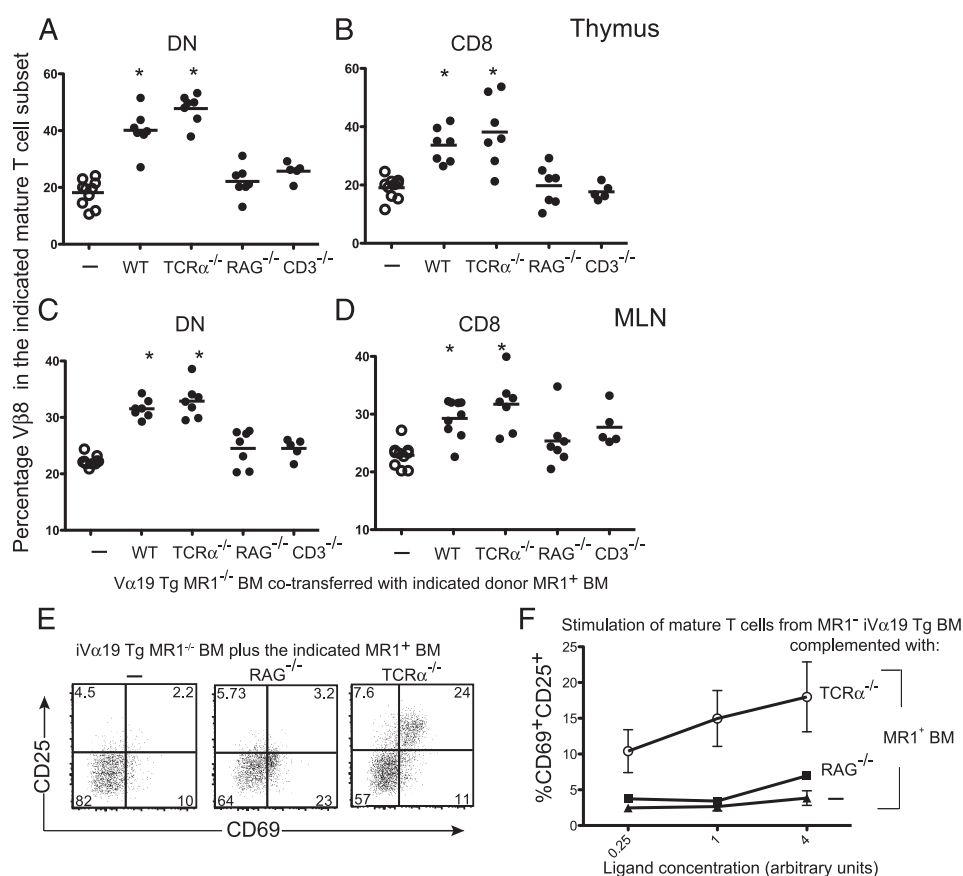 A
B
Thymus
DN
CD8
Percentage Vβ8 in the indicated mature T cell subset
60
40
20
0
* *
– WT TCRα-/- RAG-/- CD3-/-
60
40
20
0
* *
– WT TCRα-/- RAG-/- CD3-/-
C
D
MLN
DN
CD8
40
30
20
10
* *
– WT TCRα-/- RAG-/- CD3-/-
40
30
20
10
* *
– WT TCRα-/- RAG-/- CD3-/-
Vα19 Tg MR1-/- BM co-transferred with indicated donor MR1+ BM
E
iVα19 Tg MR1-/- BM plus the indicated MR1+ BM
– RAG-/- TCRα-/-
4.5 2.2 5.73 3.2 7.6 24
82 10 64 23 57 11
CD25
CD69
F
Stimulation of mature T cells from MR1- iVα19 Tg BM
complemented with:
%CD69+CD25+
25
20
15
10
5
0
TCRα-/-
RAG-/-
–
MR1+ BM
0.25 1 4
Ligand concentration (arbitrary units)